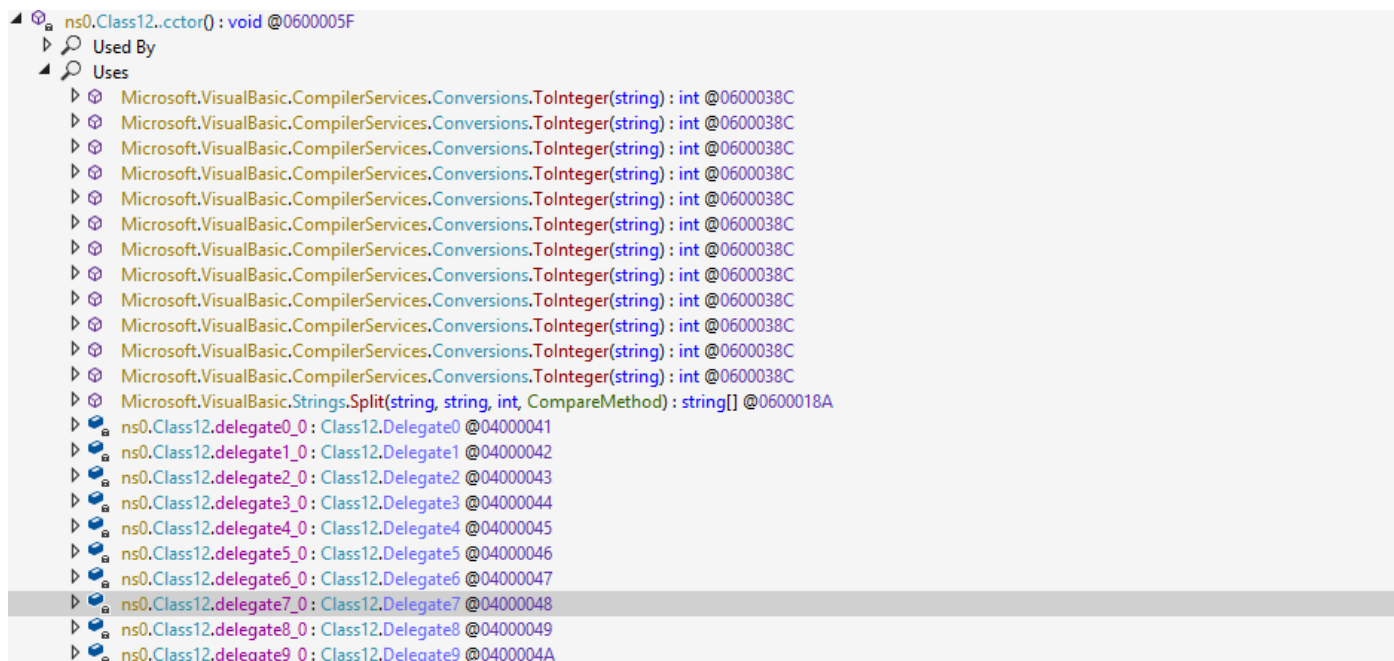 ns0.Class12..cctor() : void @0600005F
Used By
Uses
Microsoft.VisualBasic.CompilerServices.Conversions.ToInteger(string) : int @0600038C
Microsoft.VisualBasic.CompilerServices.Conversions.ToInteger(string) : int @0600038C
Microsoft.VisualBasic.CompilerServices.Conversions.ToInteger(string) : int @0600038C
Microsoft.VisualBasic.CompilerServices.Conversions.ToInteger(string) : int @0600038C
Microsoft.VisualBasic.CompilerServices.Conversions.ToInteger(string) : int @0600038C
Microsoft.VisualBasic.CompilerServices.Conversions.ToInteger(string) : int @0600038C
Microsoft.VisualBasic.CompilerServices.Conversions.ToInteger(string) : int @0600038C
Microsoft.VisualBasic.CompilerServices.Conversions.ToInteger(string) : int @0600038C
Microsoft.VisualBasic.CompilerServices.Conversions.ToInteger(string) : int @0600038C
Microsoft.VisualBasic.CompilerServices.Conversions.ToInteger(string) : int @0600038C
Microsoft.VisualBasic.CompilerServices.Conversions.ToInteger(string) : int @0600038C
Microsoft.VisualBasic.CompilerServices.Conversions.ToInteger(string) : int @0600038C
Microsoft.VisualBasic.Strings.Split(string, string, int, CompareMethod) : string[] @0600018A
ns0.Class12.delegate0_0 : Class12.Delegate0 @04000041
ns0.Class12.delegate1_0 : Class12.Delegate1 @04000042
ns0.Class12.delegate2_0 : Class12.Delegate2 @04000043
ns0.Class12.delegate3_0 : Class12.Delegate3 @04000044
ns0.Class12.delegate4_0 : Class12.Delegate4 @04000045
ns0.Class12.delegate5_0 : Class12.Delegate5 @04000046
ns0.Class12.delegate6_0 : Class12.Delegate6 @04000047
ns0.Class12.delegate7_0 : Class12.Delegate7 @04000048
ns0.Class12.delegate8_0 : Class12.Delegate8 @04000049
ns0.Class12.delegate9_0 : Class12.Delegate9 @0400004A